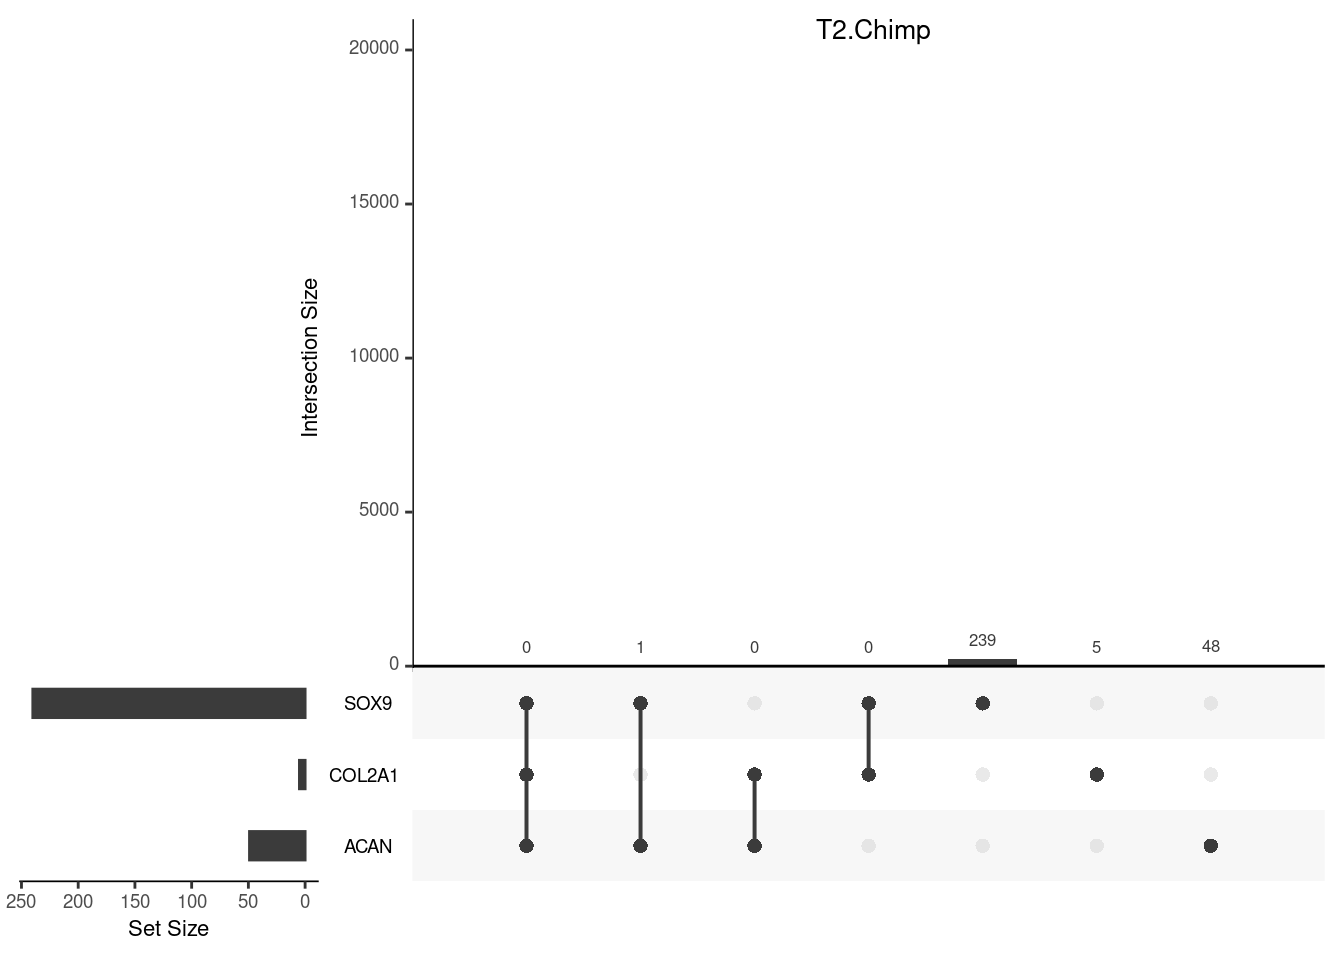 T2.Chimp
20000
15000
10000
5000
0
Intersection Size
0 1 0 0 239 5 48
SOX9
COL2A1
ACAN
250 200 150 100 50 0
Set Size